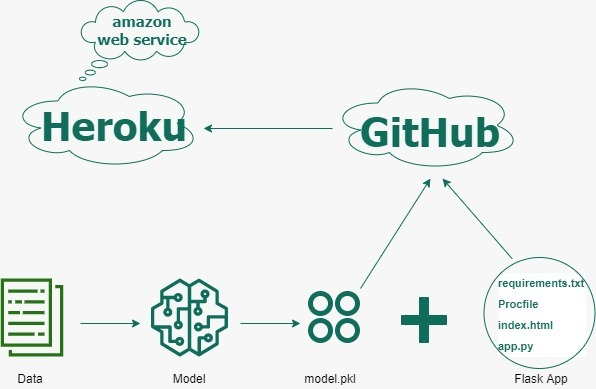 amazon
web service
Heroku
GitHub
requirements.txt
Procfile
index.html
app.py
Data
Model
model.pkl
Flask App